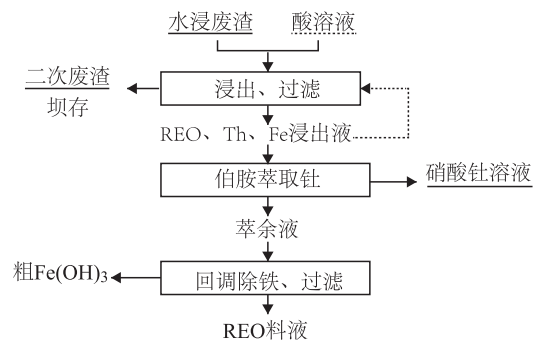 水浸废渣
酸溶液
二次废渣
坝存
浸出、过滤
REO、Th、Fe浸出液
伯胺萃取钍
硝酸钍溶液
萃余液
粗Fe(OH)3
回调除铁、过滤
REO料液